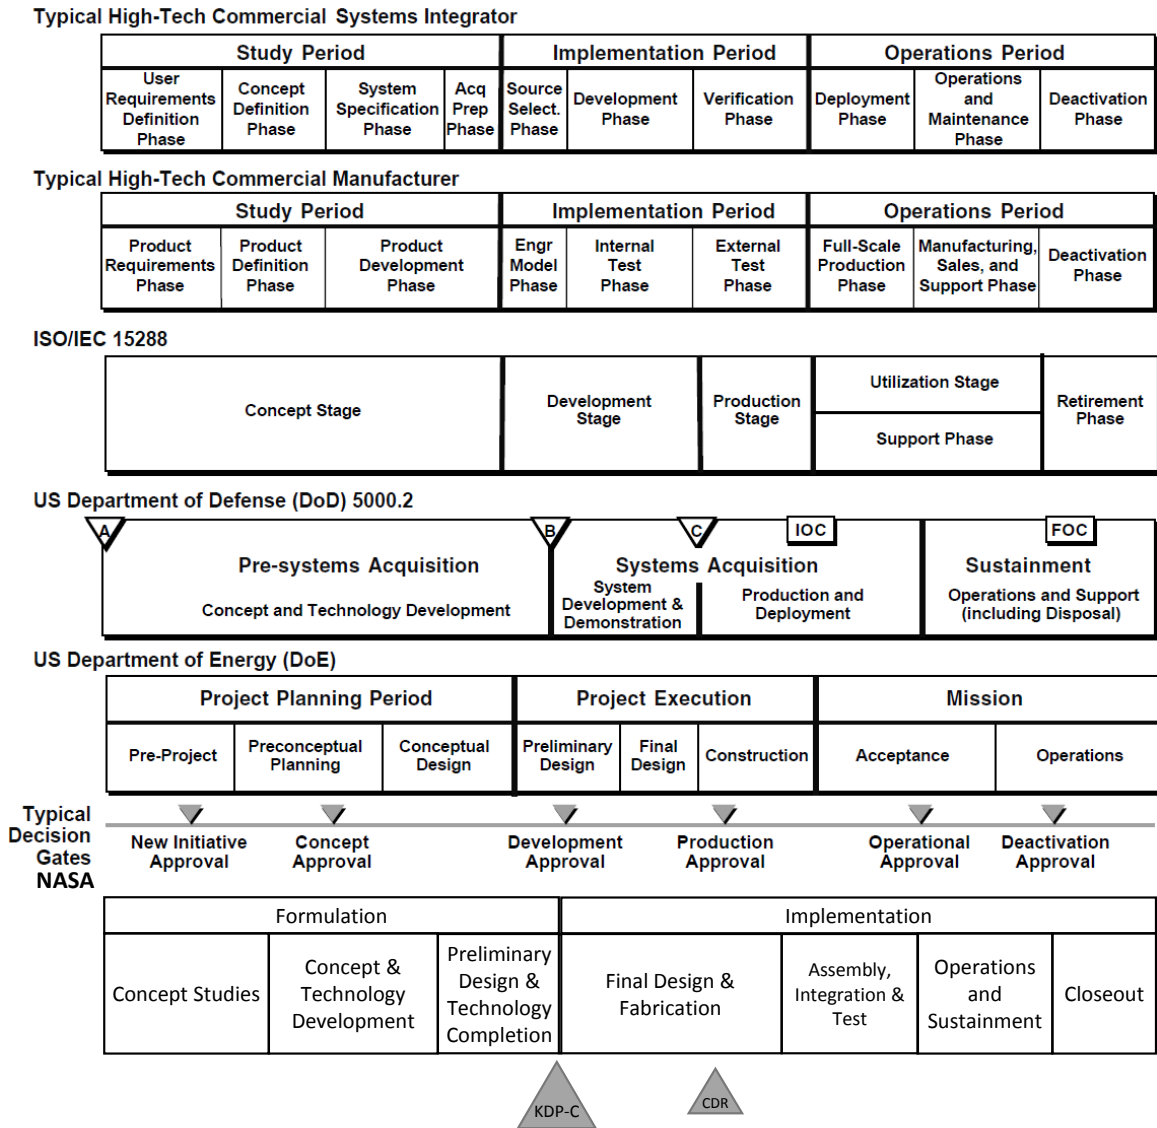 Typical High-Tech Commercial Systems Integrator
Study Period
Implementation Period
Operations Period
User
Requirements
Definition
Phase
Concept
Definition
Phase
System
Specification
Phase
Acq
Prep
Phase
Source
Select.
Phase
Development
Phase
Verification
Phase
Deployment
Phase
Operations
and
Maintenance
Phase
Deactivation
Phase
Typical High-Tech Commercial Manufacturer
Study Period
Implementation Period
Operations Period
Product
Requirements
Phase
Product
Definition
Phase
Product
Development
Phase
Engr
Model
Phase
Internal
Test
Phase
External
Test
Phase
Full-Scale
Production
Phase
Manufacturing,
Sales, and
Support Phase
Deactivation
Phase
ISO/IEC 15288
Concept Stage
Development
Stage
Production
Stage
Utilization Stage
Support Phase
Retirement
Phase
US Department of Defense (DoD) 5000.2
A
B
C
IOC
FOC
Pre-systems Acquisition
Systems Acquisition
Sustainment
Concept and Technology Development
System
Development &
Demonstration
Production and
Deployment
Operations and Support
(including Disposal)
US Department of Energy (DoE)
Project Planning Period
Project Execution
Mission
Pre-Project
Preconceptual
Planning
Conceptual
Design
Preliminary
Design
Final
Design
Construction
Acceptance
Operations
Typical
Decision
Gates
New Initiative
Approval
Concept
Approval
Development
Approval
Production
Approval
Operational
Approval
Deactivation
Approval
NASA
Formulation
Implementation
Concept Studies
Concept &
Technology
Development
Preliminary
Design &
Technology
Completion
Final Design &
Fabrication
Assembly,
Integration &
Test
Operations
and
Sustainment
Closeout
KDP-C
CDR